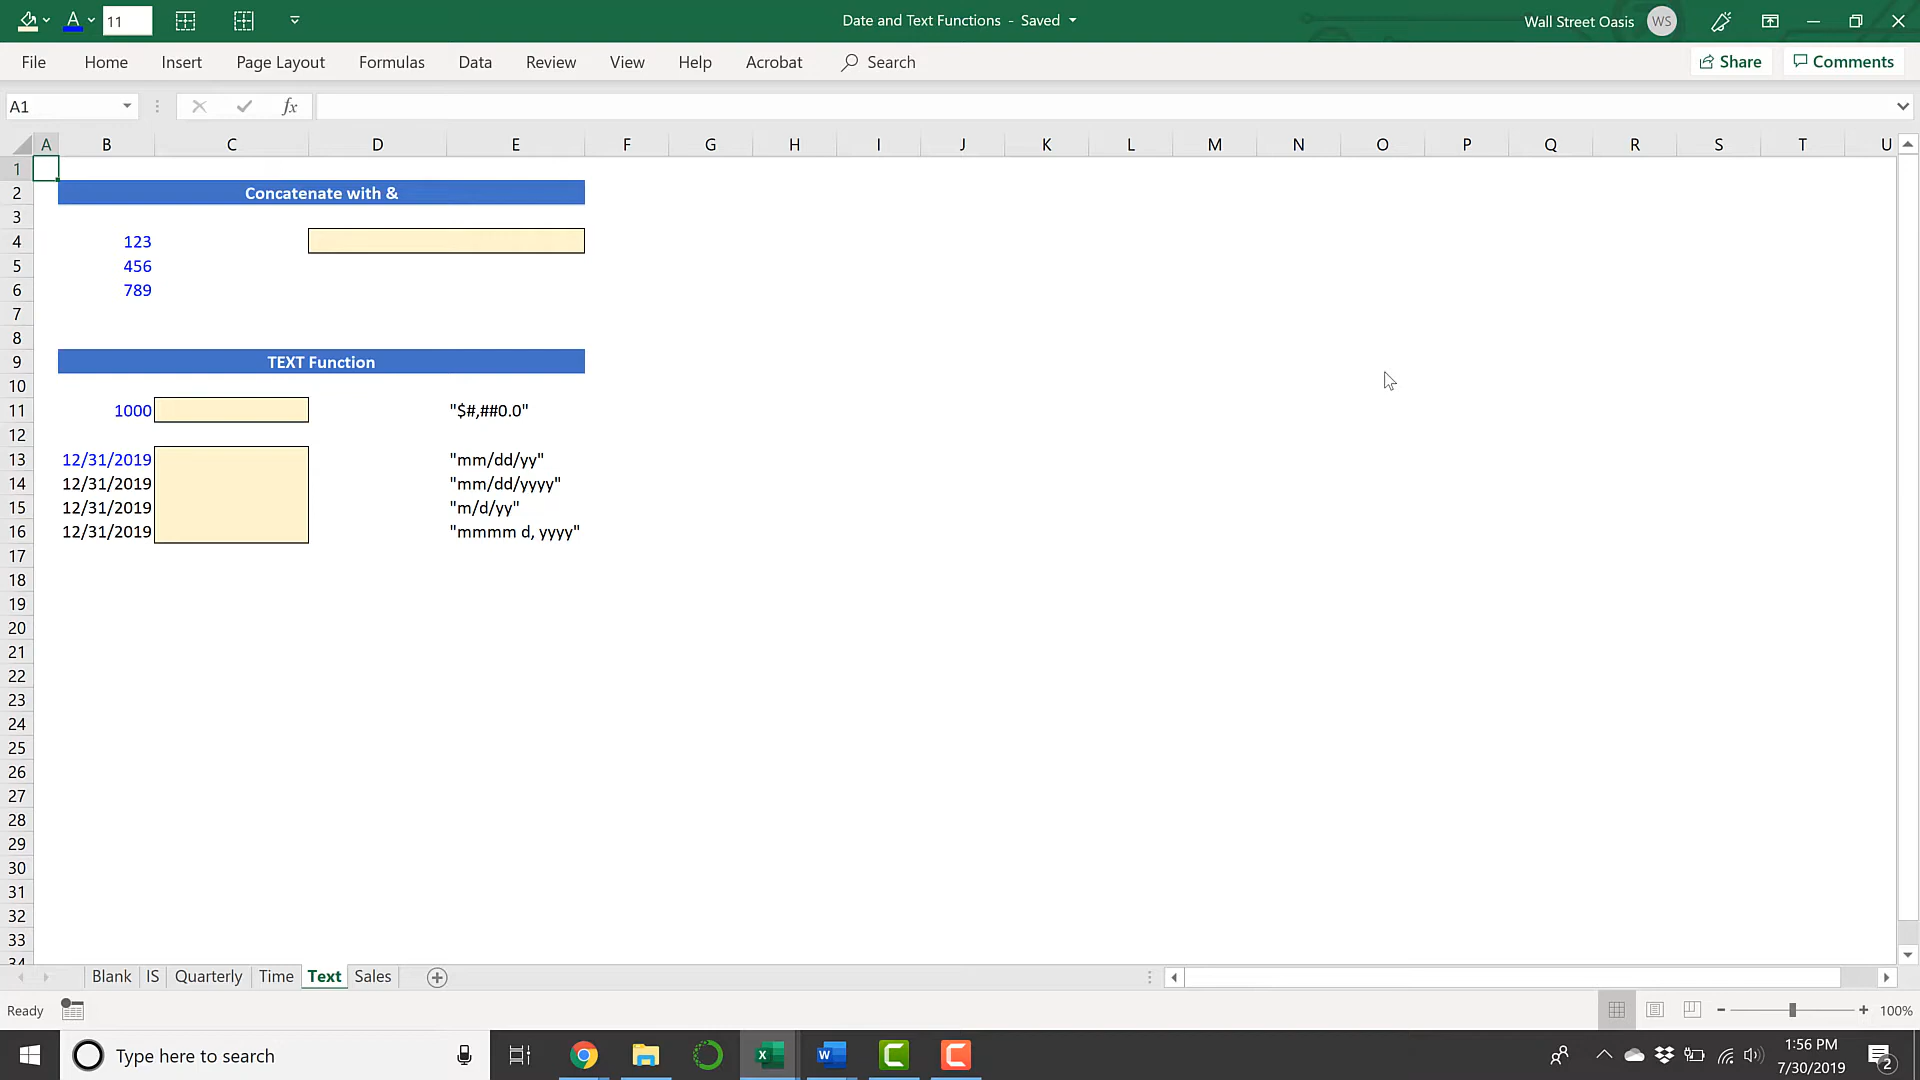 A 11 Date and Text Functions - Saved Wall Street Oasis WS
File Home Insert Page Layout Formulas Data Review View Help Acrobat Search Share Comments
A1 fx
A B C D E F G H I J K L M N O P Q R S T U
1
2 Concatenate with &
3
4 123
5 456
6 789
7
8
9 TEXT Function
10
11 1000 "$#,##0.0"
12
13 12/31/2019 "mm/dd/yy"
14 12/31/2019 "mm/dd/yyyy"
15 12/31/2019 "m/d/yy"
16 12/31/2019 "mmmm d, yyyy"
17
18
19
20
21
22
23
24
25
26
27
28
29
30
31
32
33
34
Blank IS Quarterly Time Text Sales
Ready 100%
Type here to search 1:56 PM
7/30/2019 2